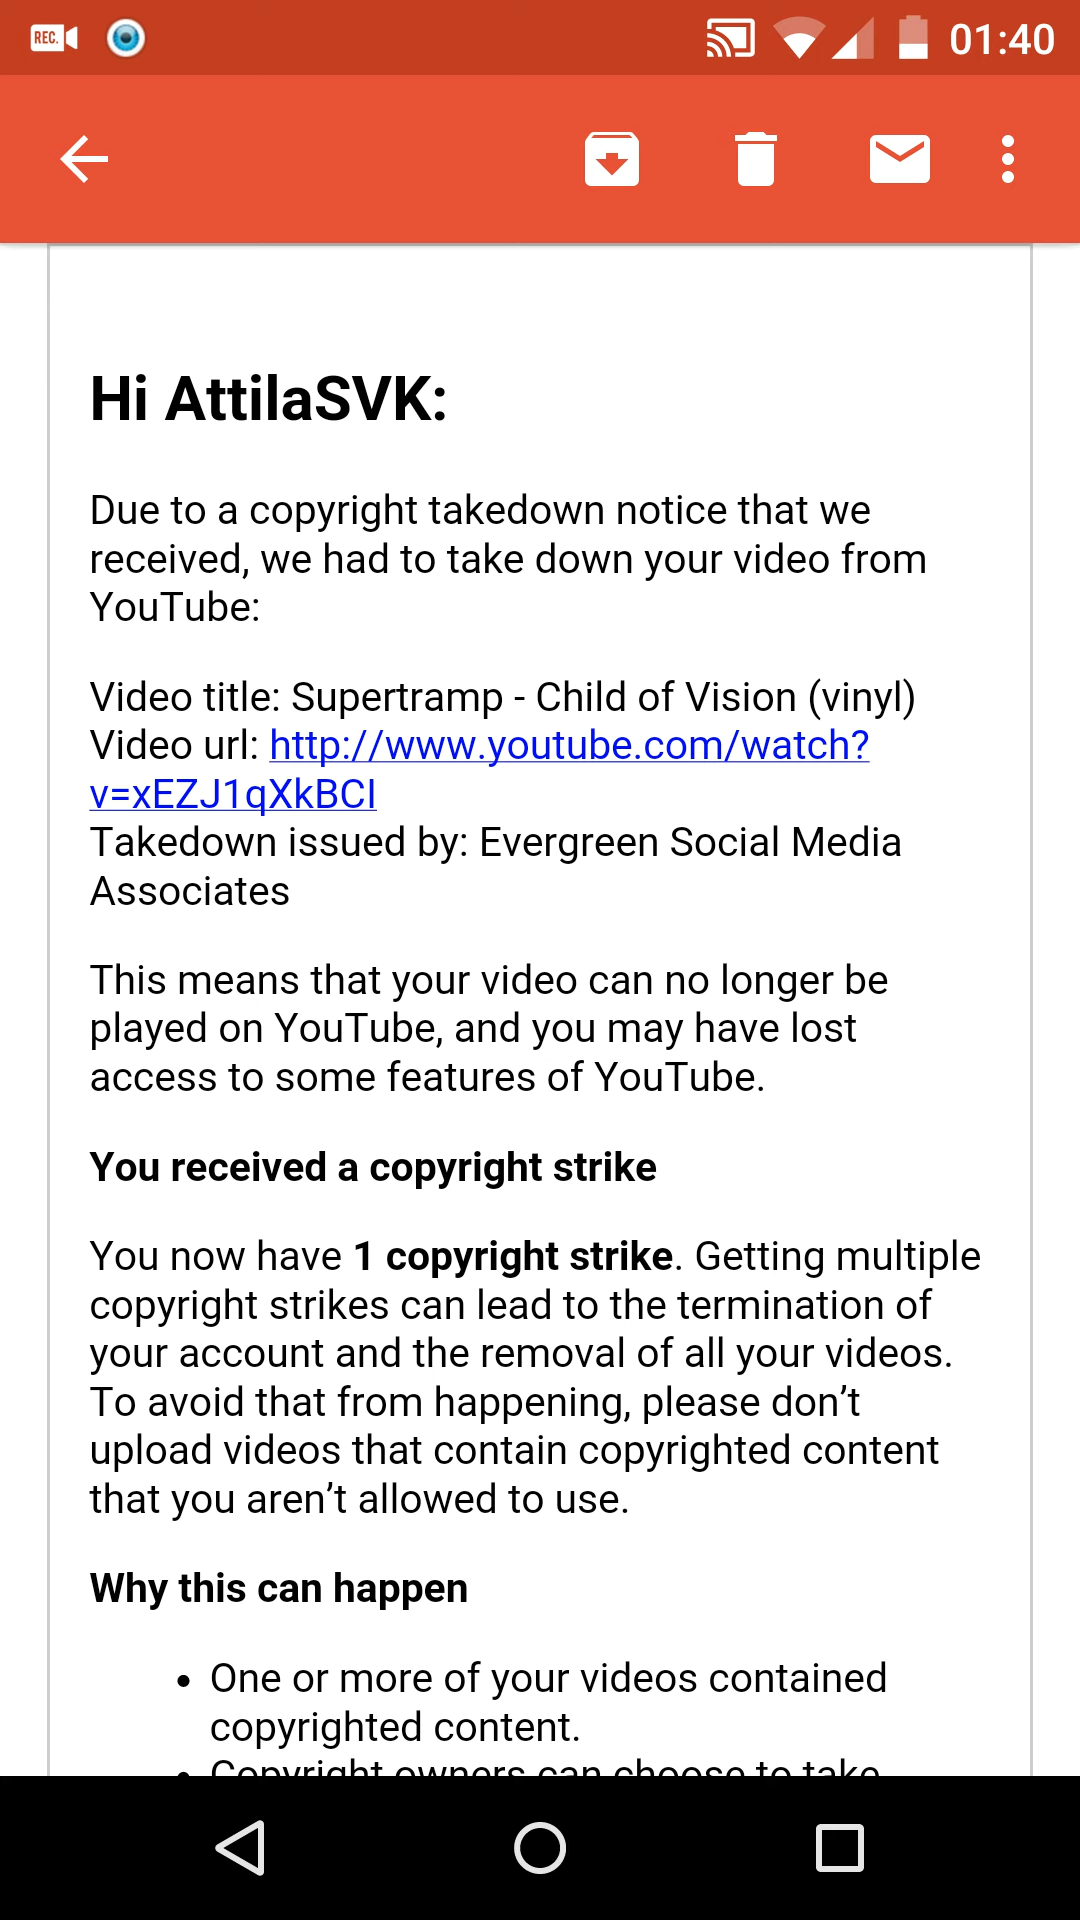 REC.
01:40
Hi AttilaSVK:
Due to a copyright takedown notice that we
received, we had to take down your video from
YouTube:
Video title: Supertramp - Child of Vision (vinyl)
Video url: http://www.youtube.com/watch?
v=xEZJ1qXkBCI
Takedown issued by: Evergreen Social Media
Associates
This means that your video can no longer be
played on YouTube, and you may have lost
access to some features of YouTube.
You received a copyright strike
You now have 1 copyright strike. Getting multiple
copyright strikes can lead to the termination of
your account and the removal of all your videos.
To avoid that from happening, please don’t
upload videos that contain copyrighted content
that you aren’t allowed to use.
Why this can happen
• One or more of your videos contained
copyrighted content.
• Copyright owners can choose to take